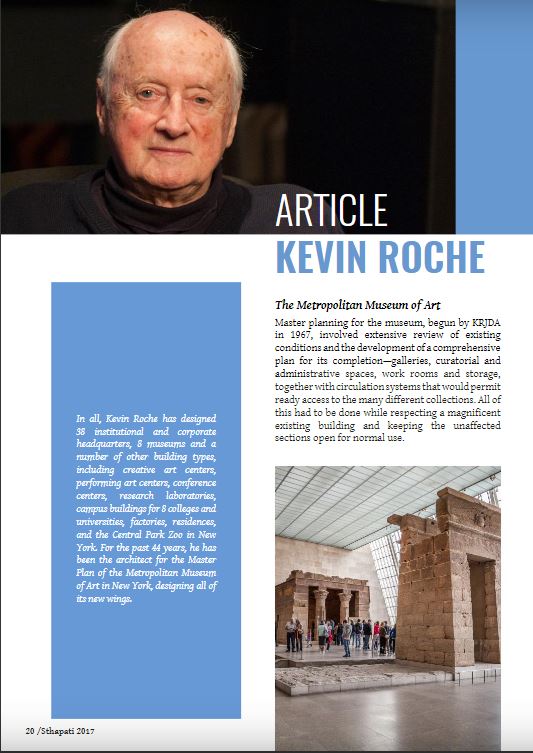 ARTICLE
KEVIN ROCHE
The Metropolitan Museum of Art
Master planning for the museum, begun by KRJDA
in 1967, involved extensive review of existing
conditions and the development of a comprehensive
plan for its completion—galleries, curatorial and
administrative spaces, work rooms and storage,
together with circulation systems that would permit
ready access to the many different collections. All of
this had to be done while respecting a magnificent
existing building and keeping the unaffected
sections open for normal use.
In all, Kevin Roche has designed
38 institutional and corporate
headquarters, 8 museums and a
number of other building types,
including creative art centers,
performing art centers, conference
centers, research laboratories,
campus buildings for 8 colleges and
universities, factories, residences,
and the Central Park Zoo in New
York. For the past 44 years, he has
been the architect for the Master
Plan of the Metropolitan Museum
of Art in New York, designing all of
its new wings.
20 /Sthapati 2017